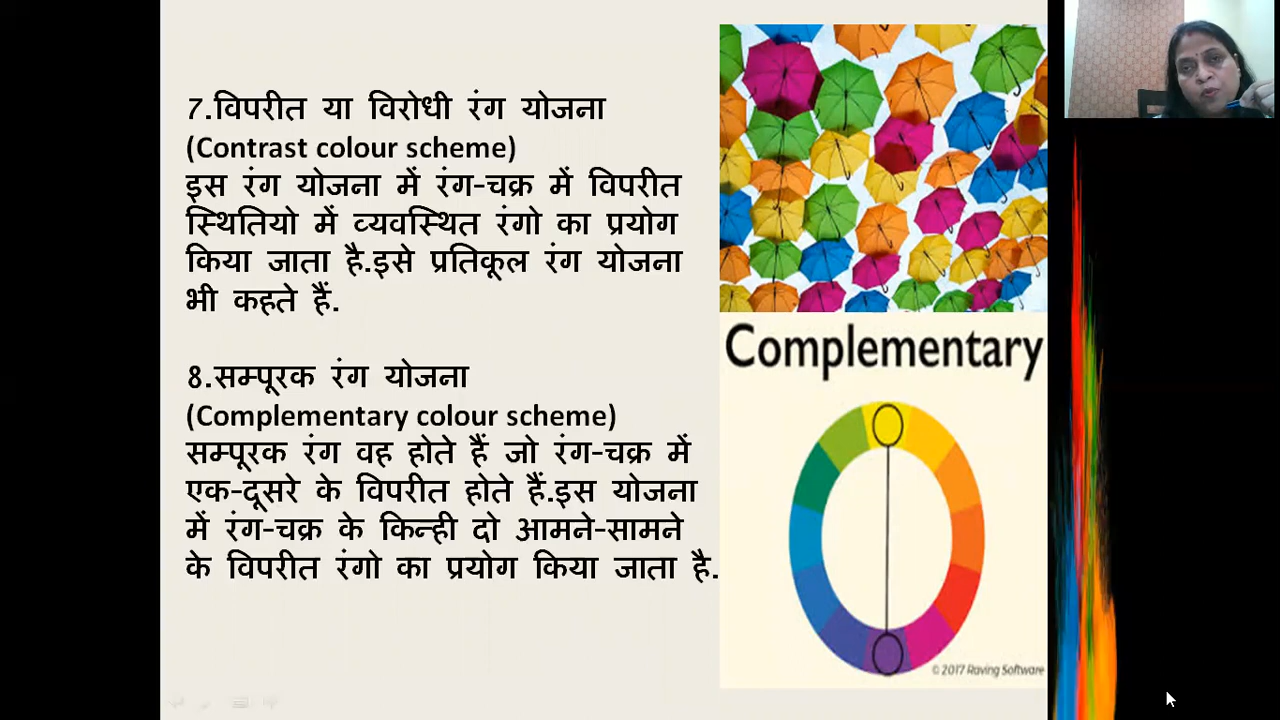 7.विपरीत या विरोधी रंग योजना
(Contrast colour scheme)
इस रंग योजना में रंग-चक्र में विपरीत
स्थितियो में व्यवस्थित रंगो का प्रयोग
किया जाता है.इसे प्रतिकूल रंग योजना
भी कहते हैं.
8.सम्पूरक रंग योजना
(Complementary colour scheme)
सम्पूरक रंग वह होते हैं जो रंग-चक्र में
एक-दूसरे के विपरीत होते हैं.इस योजना
में रंग-चक्र के किन्ही दो आमने-सामने
के विपरीत रंगो का प्रयोग किया जाता है.
Complementary
© 2017 Raving Software